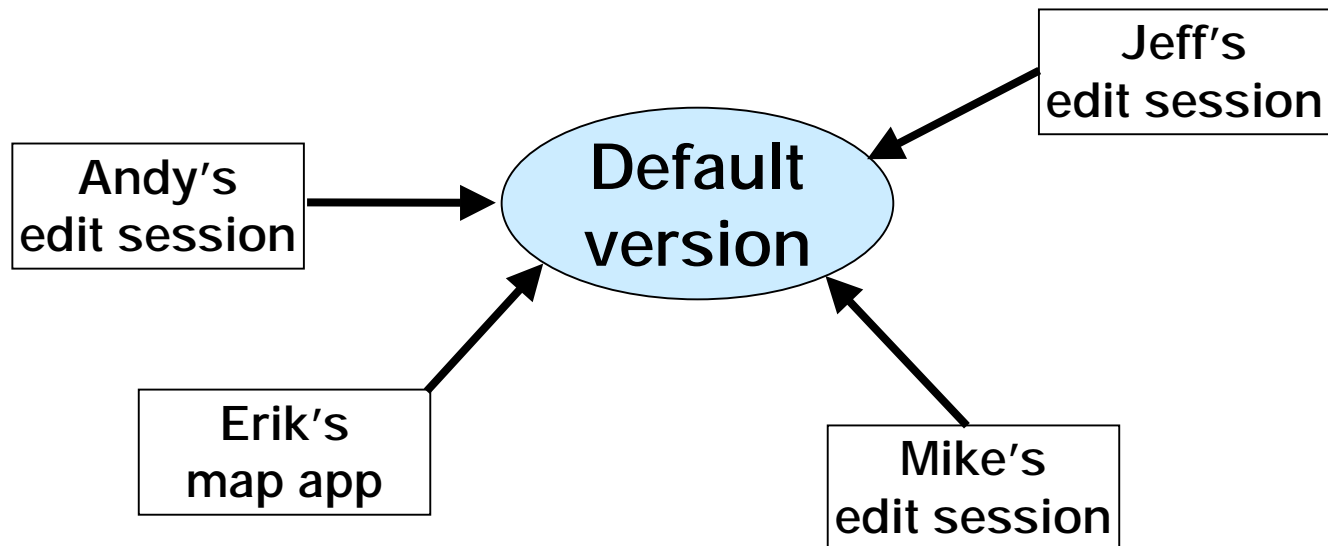 Jeff's
edit session
Andy's
edit session
Default
version
Erik's
map app
Mike's
edit session